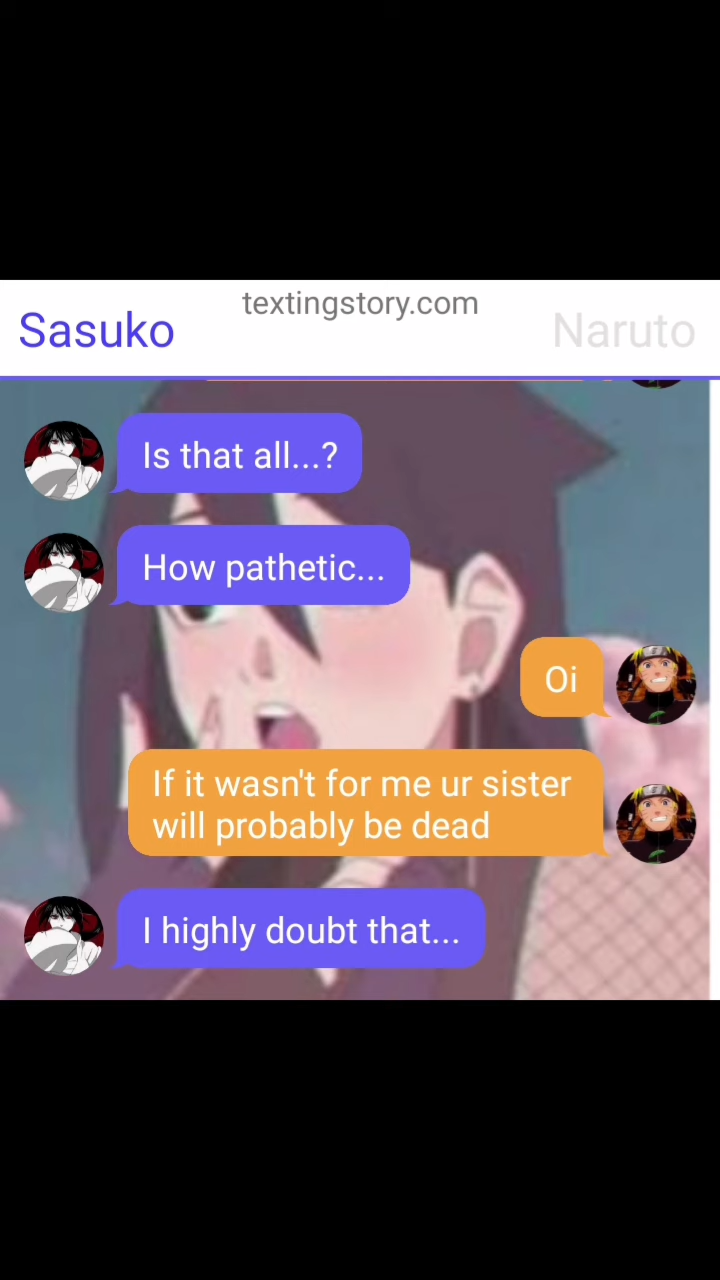 textingstory.com
Sasuko
Naruto
Is that all...?
How pathetic...
Oi
If it wasn't for me ur sister
will probably be dead
I highly doubt that...